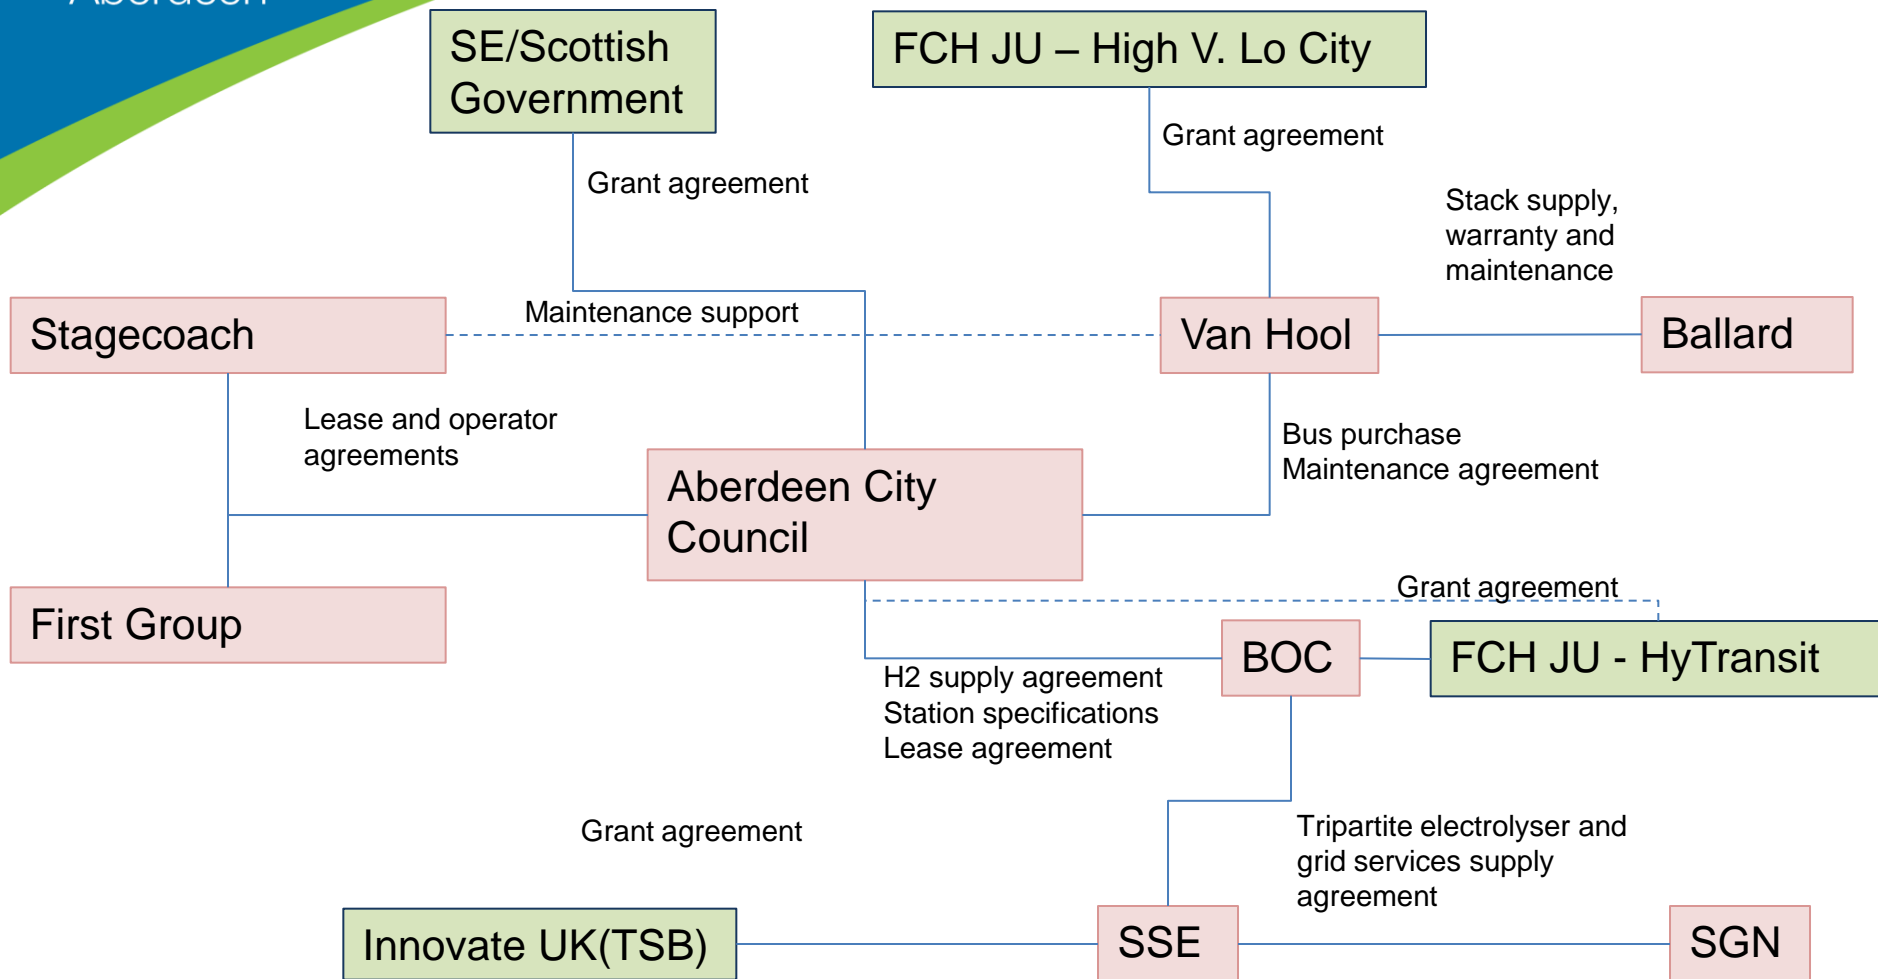 Aberdeen
SE/Scottish
Government
FCH JU – High V. Lo City
Grant agreement
Grant agreement
Stack supply,
warranty and
maintenance
Stagecoach
Maintenance support
Van Hool
Ballard
Lease and operator
agreements
Bus purchase
Maintenance agreement
Aberdeen City
Council
Grant agreement
First Group
BOC
FCH JU - HyTransit
H2 supply agreement
Station specifications
Lease agreement
Grant agreement
Tripartite electrolyser and
grid services supply
agreement
Innovate UK(TSB)
SSE
SGN